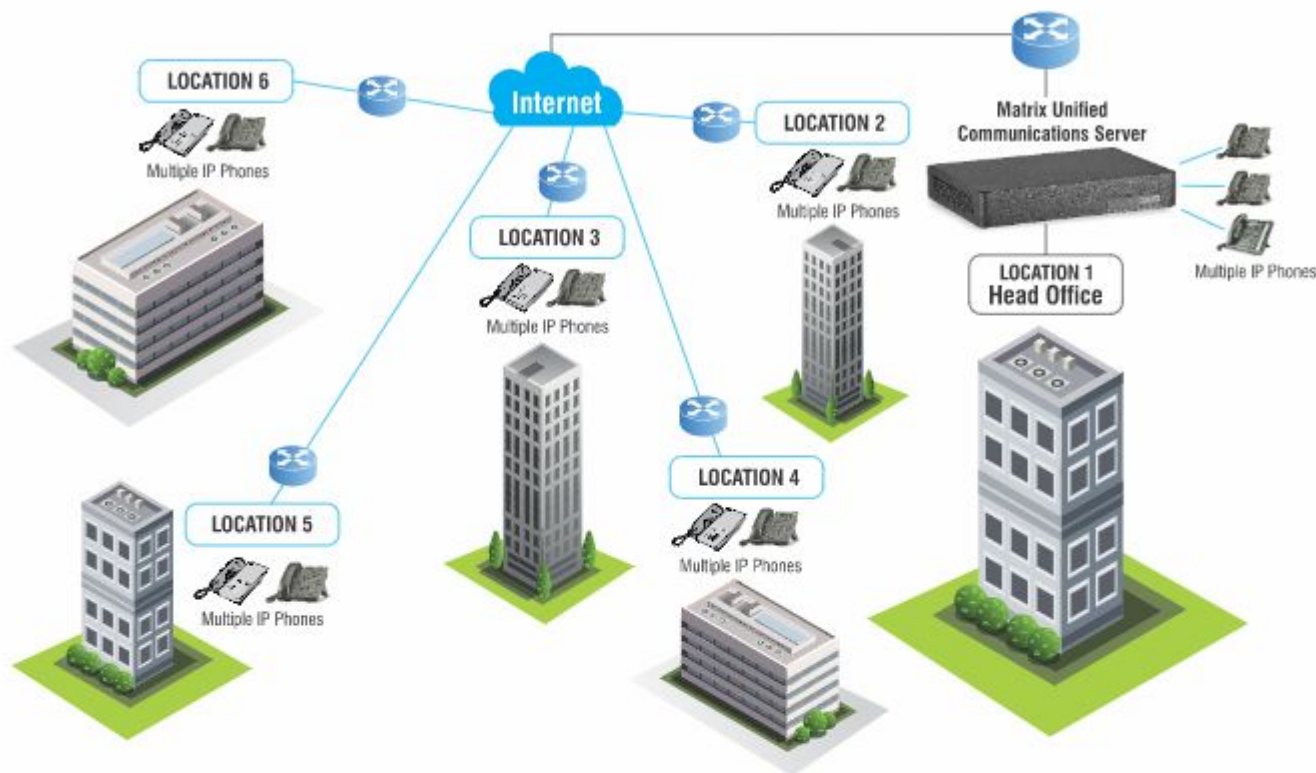 LOCATION 6
Multiple IP Phones
Internet
LOCATION 2
Multiple IP Phones
Matrix Unified
Communications Server
Multiple IP Phones
LOCATION 1
Head Office
LOCATION 3
Multiple IP Phones
LOCATION 4
Multiple IP Phones
LOCATION 5
Multiple IP Phones